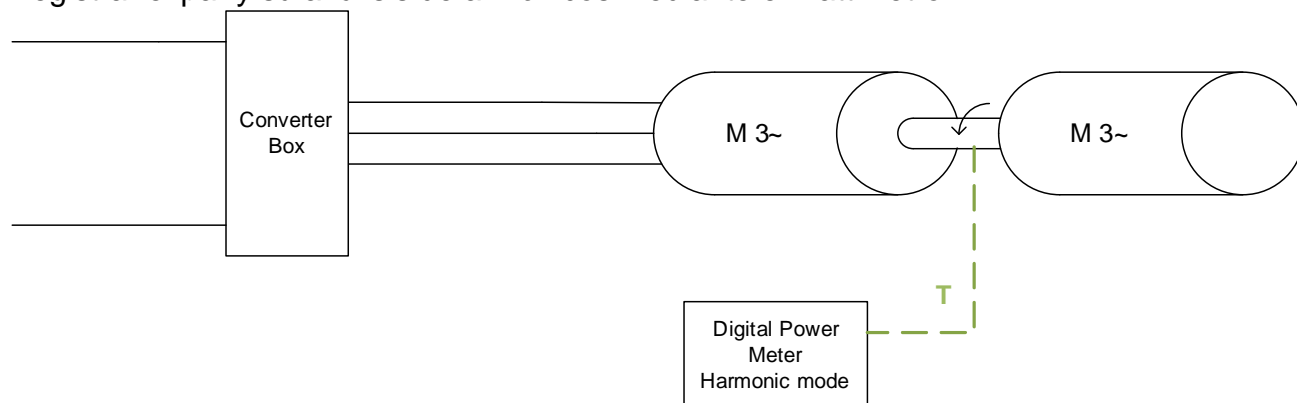 Converter
Box
M 3~
M 3~
T
Digital Power
Meter
Harmonic mode